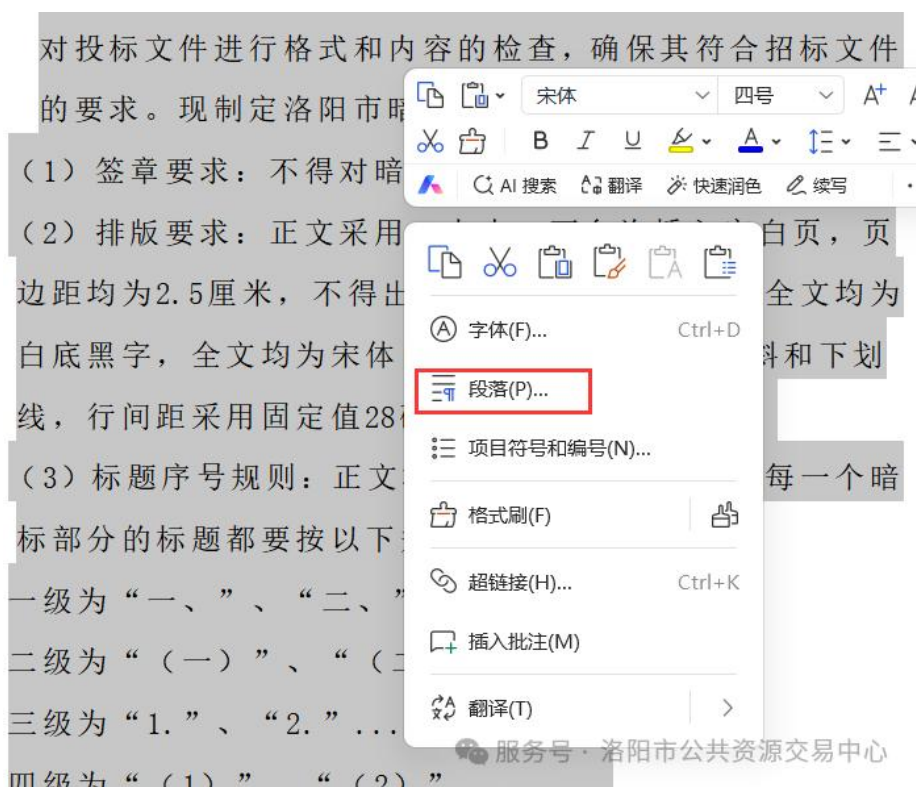 对投标文件进行格式和内容的检查，确保其符合招标文件
的要求。现制定洛阳市暗
宋体
四号
A+
B I U A
（1）签章要求：不得对暗
AI 搜索 翻译 快速润色 续写
（2）排版要求：正文采用
白页，页
边距均为2.5厘米，不得出
全文均为
字体(F)... Ctrl+D
白底黑字，全文均为宋体
和下划
段落(P)...
线，行间距采用固定值28
项目符号和编号(N)...
（3）标题序号规则：正文
每一个暗
格式刷(F)
标部分的标题都要按以下
超链接(H)... Ctrl+K
一级为“一、”、“二、”
插入批注(M)
二级为“（一）”、“（二
翻译(T)
三级为“1.”、“2.”...
服务号 · 洛阳市公共资源交易中心
四级为“（1）”、“（2）”